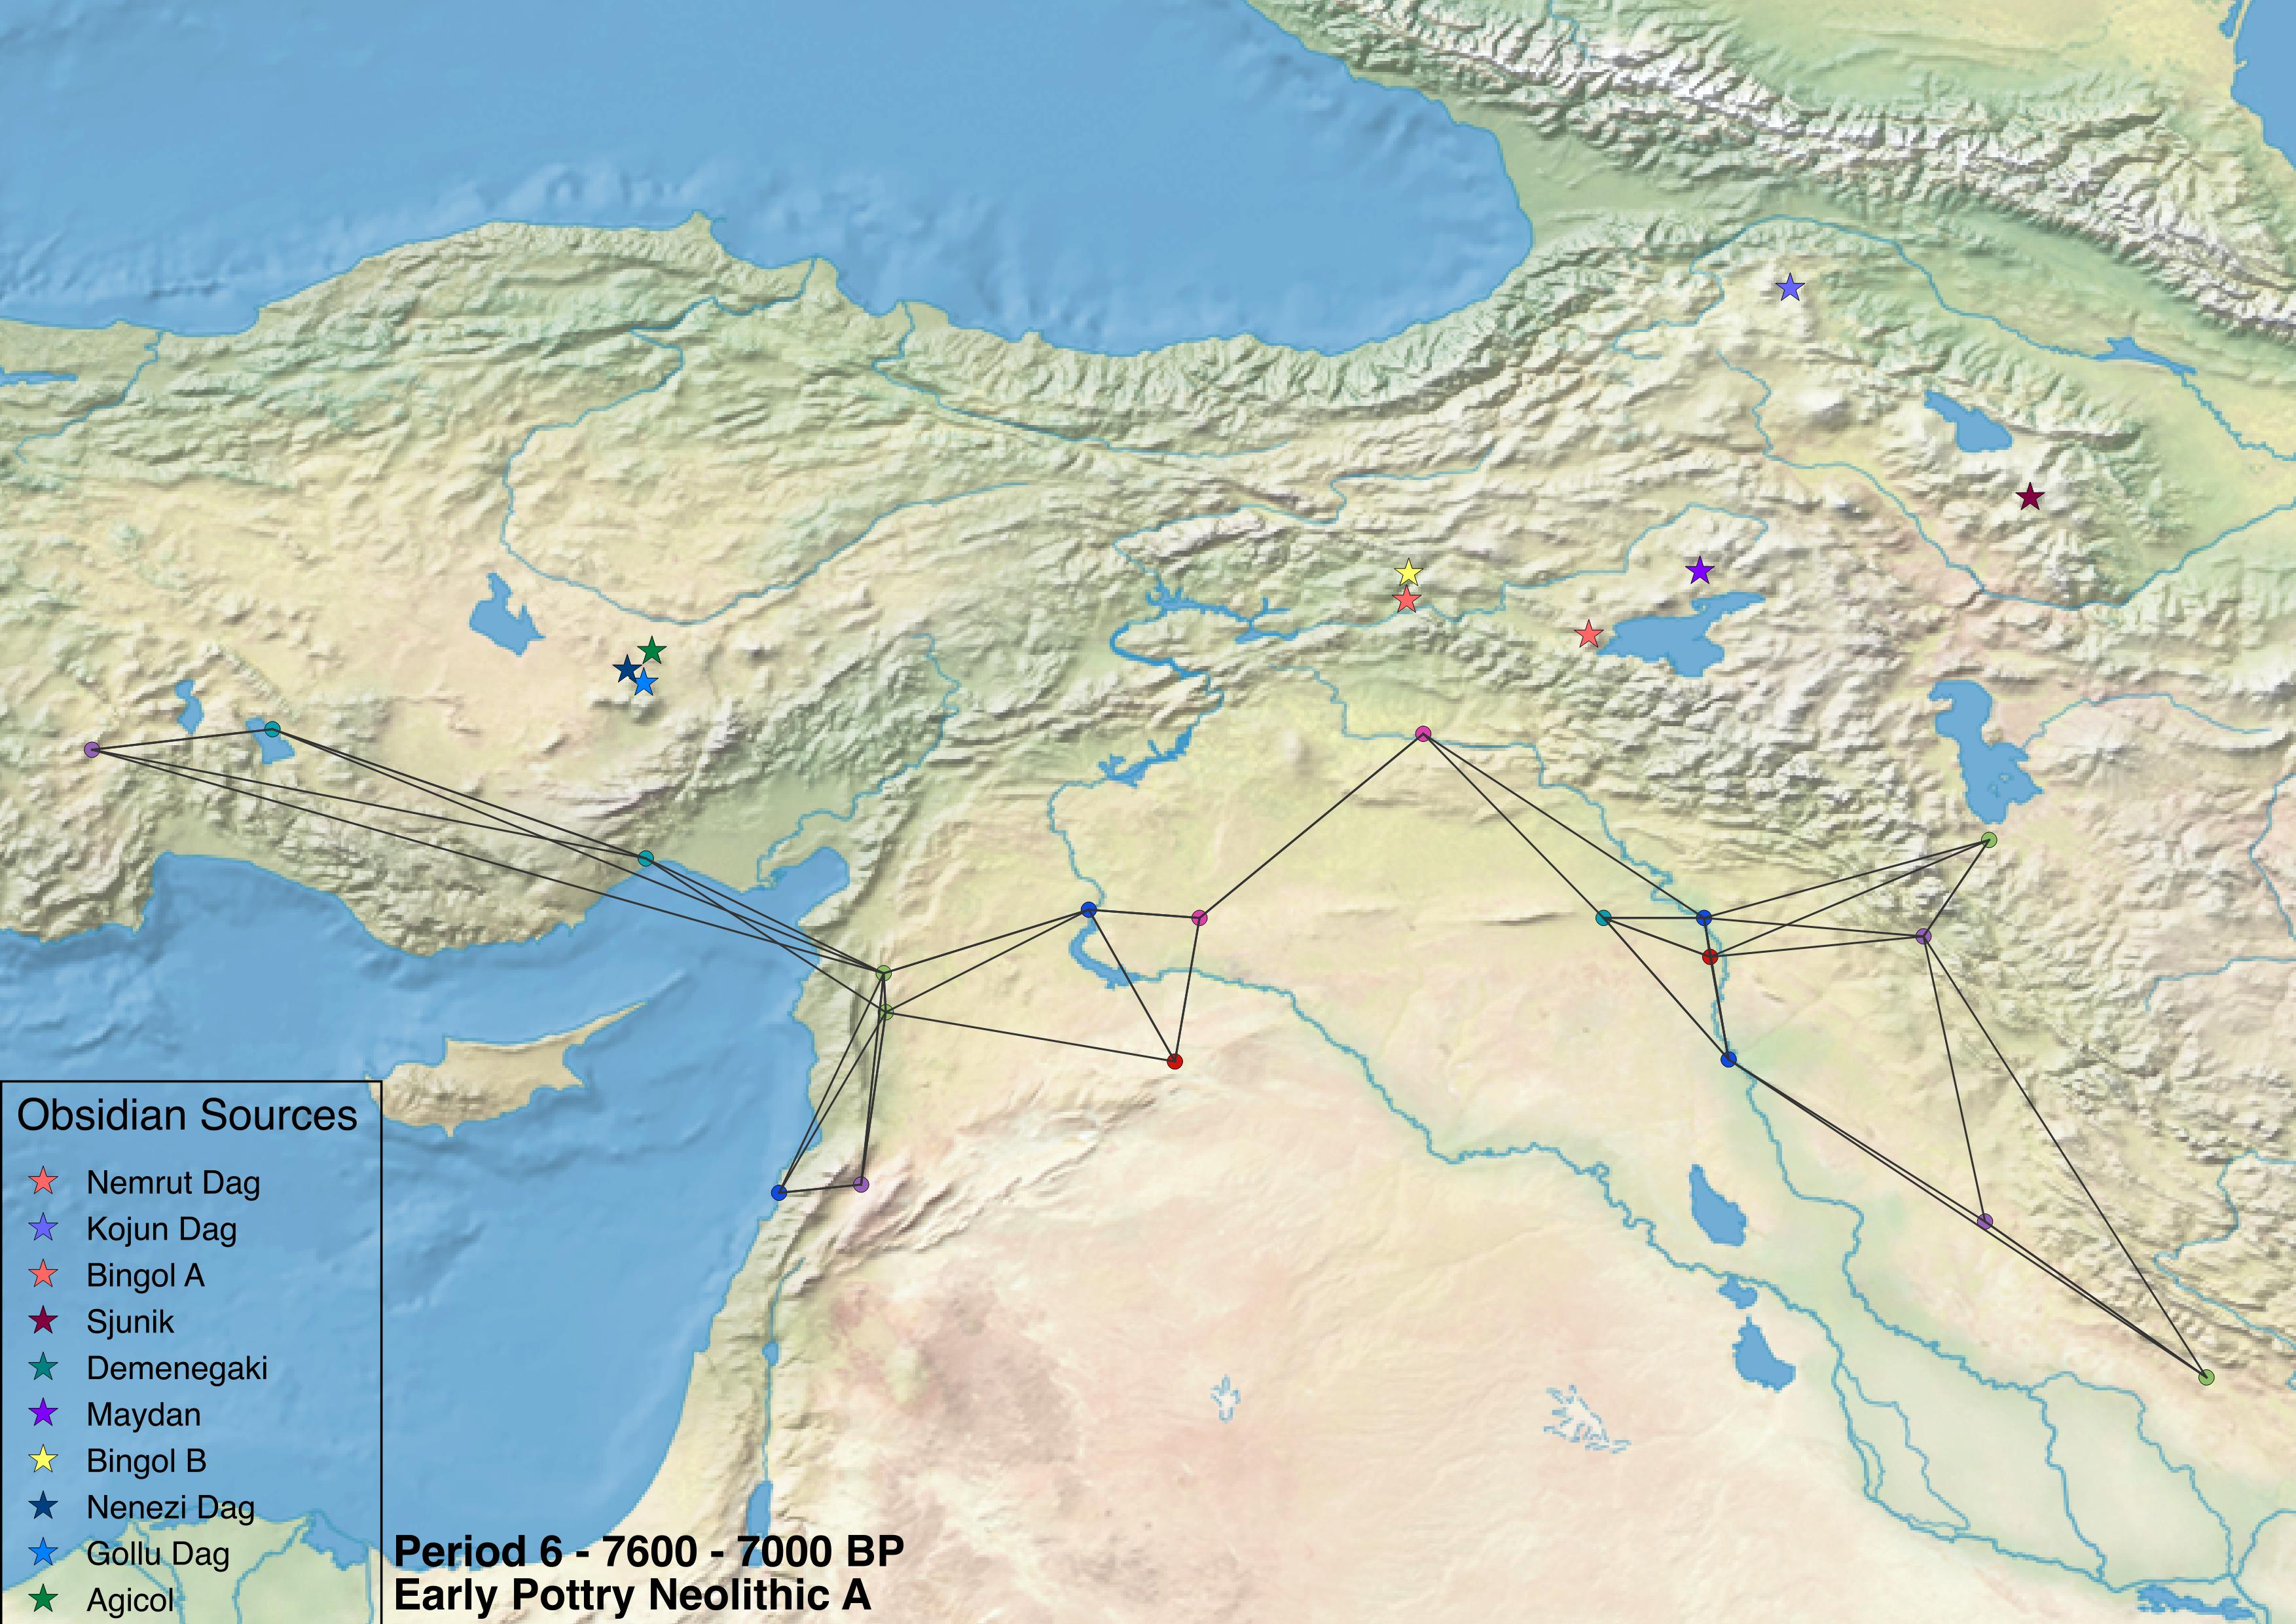 Obsidian Sources
Nemrut Dag
Kojun Dag
Bingol A
Sjunik
Demenegaki
Maydan
Bingol B
Nenezi Dag
Gollu Dag
Agicol
Period 6 - 7600 - 7000 BP
Early Pottry Neolithic A